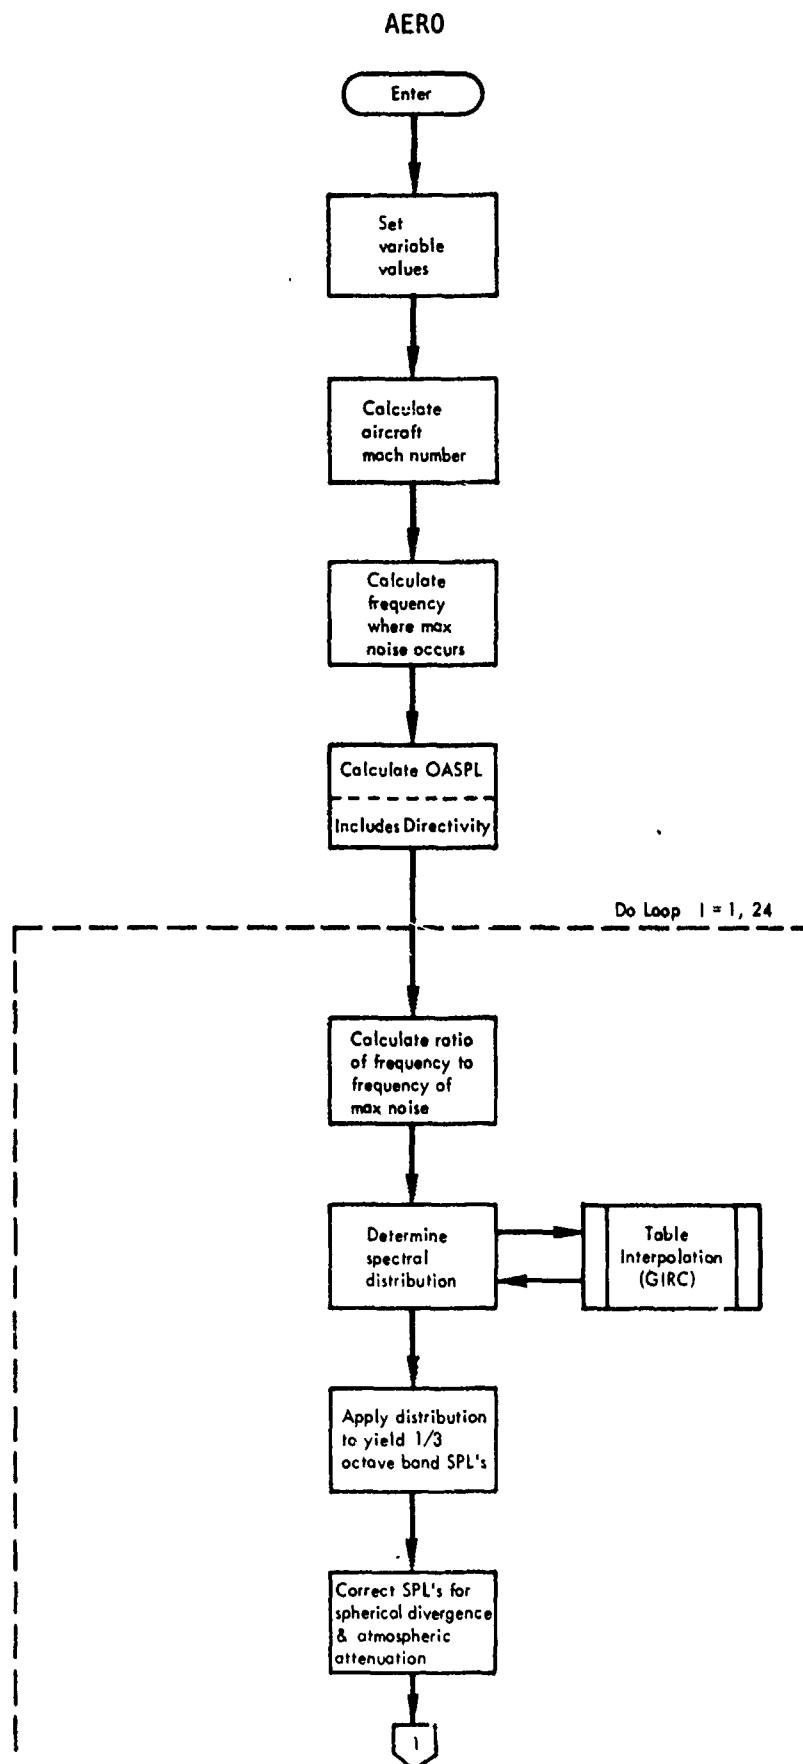 AERO
Enter
Set
variable
values
Calculate
aircraft
mach number
Calculate
frequency
where max
noise occurs
Calculate OASPL
Includes Directivity
Do Loop I = 1, 24
Calculate ratio
of frequency to
frequency of
max noise
Determine
spectral
distribution
Table
Interpolation
(GIRC)
Apply distribution
to yield 1/3
octave band SPL's
Correct SPL's for
spherical divergence
& atmospheric
attenuation
1